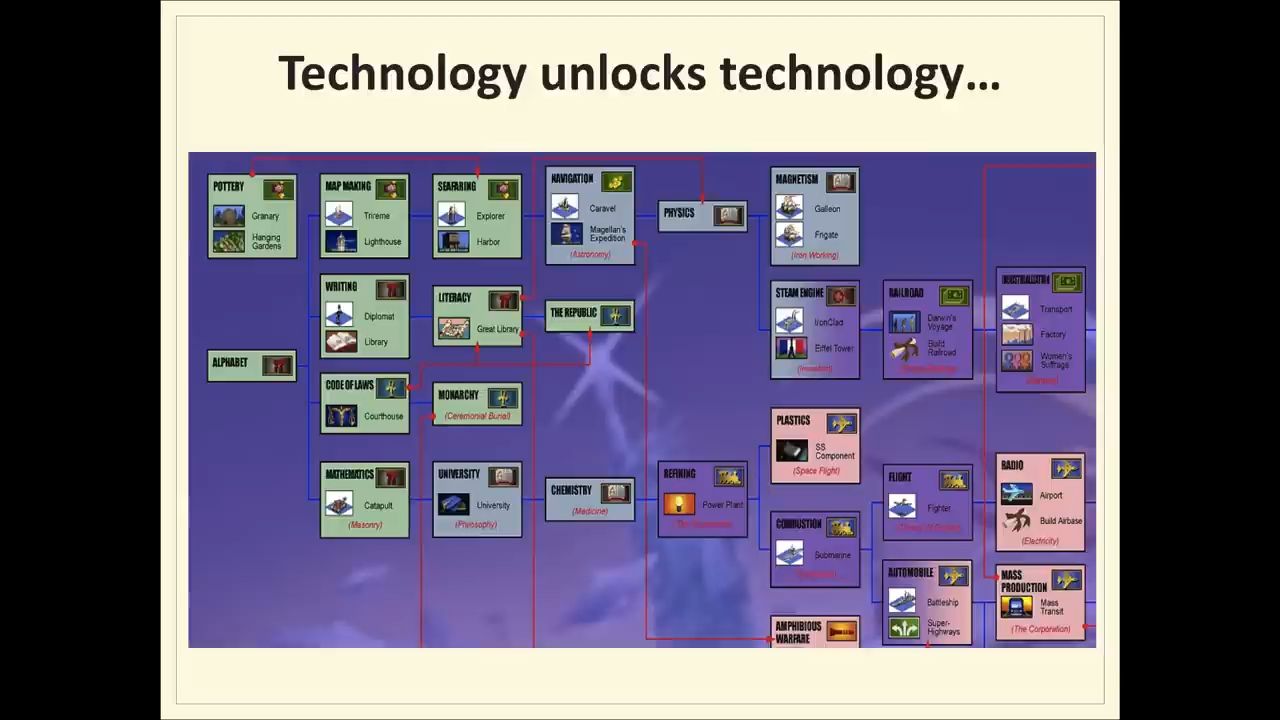 Technology unlocks technology...
POTTERY
Granary
Hanging
Gardens
MAP MAKING
Trireme
Lighthouse
SEAFARING
Explorer
Harbor
NAVIGATION
Caravel
Magellan's
Expedition
(Astronomy)
PHYSICS
MAGNETISM
Galleon
Frigate
(Iron Working)
WRITING
Diplomat
Library
LITERACY
Great Library
THE REPUBLIC
STEAM ENGINE
IronClad
Eiffel Tower
(Invention)
RAILROAD
Darwin's
Voyage
Build
Railroad
INDUSTRIALIZATION
Transport
Factory
Women's
Suffrage
(Banking)
ALPHABET
CODE OF LAWS
Courthouse
MONARCHY
(Ceremonial Burial)
PLASTICS
SS
Component
(Space Flight)
MATHEMATICS
Catapult
(Masonry)
UNIVERSITY
University
(Philosophy)
CHEMISTRY
(Medicine)
REFINING
Power Plant
COMBUSTION
Submarine
FLIGHT
Fighter
RADIO
Airport
Build Airbase
(Electricity)
AUTOMOBILE
Battleship
Super-
Highways
MASS
PRODUCTION
Mass
Transit
(The Corporation)
AMPHIBIOUS
WARFARE